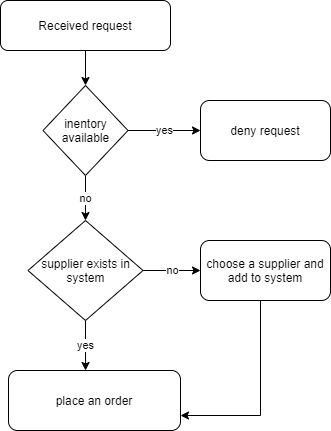 Received request
inentory
available
yes
deny request
no
supplier exists in
system
no
choose a supplier and
add to system
yes
place an order